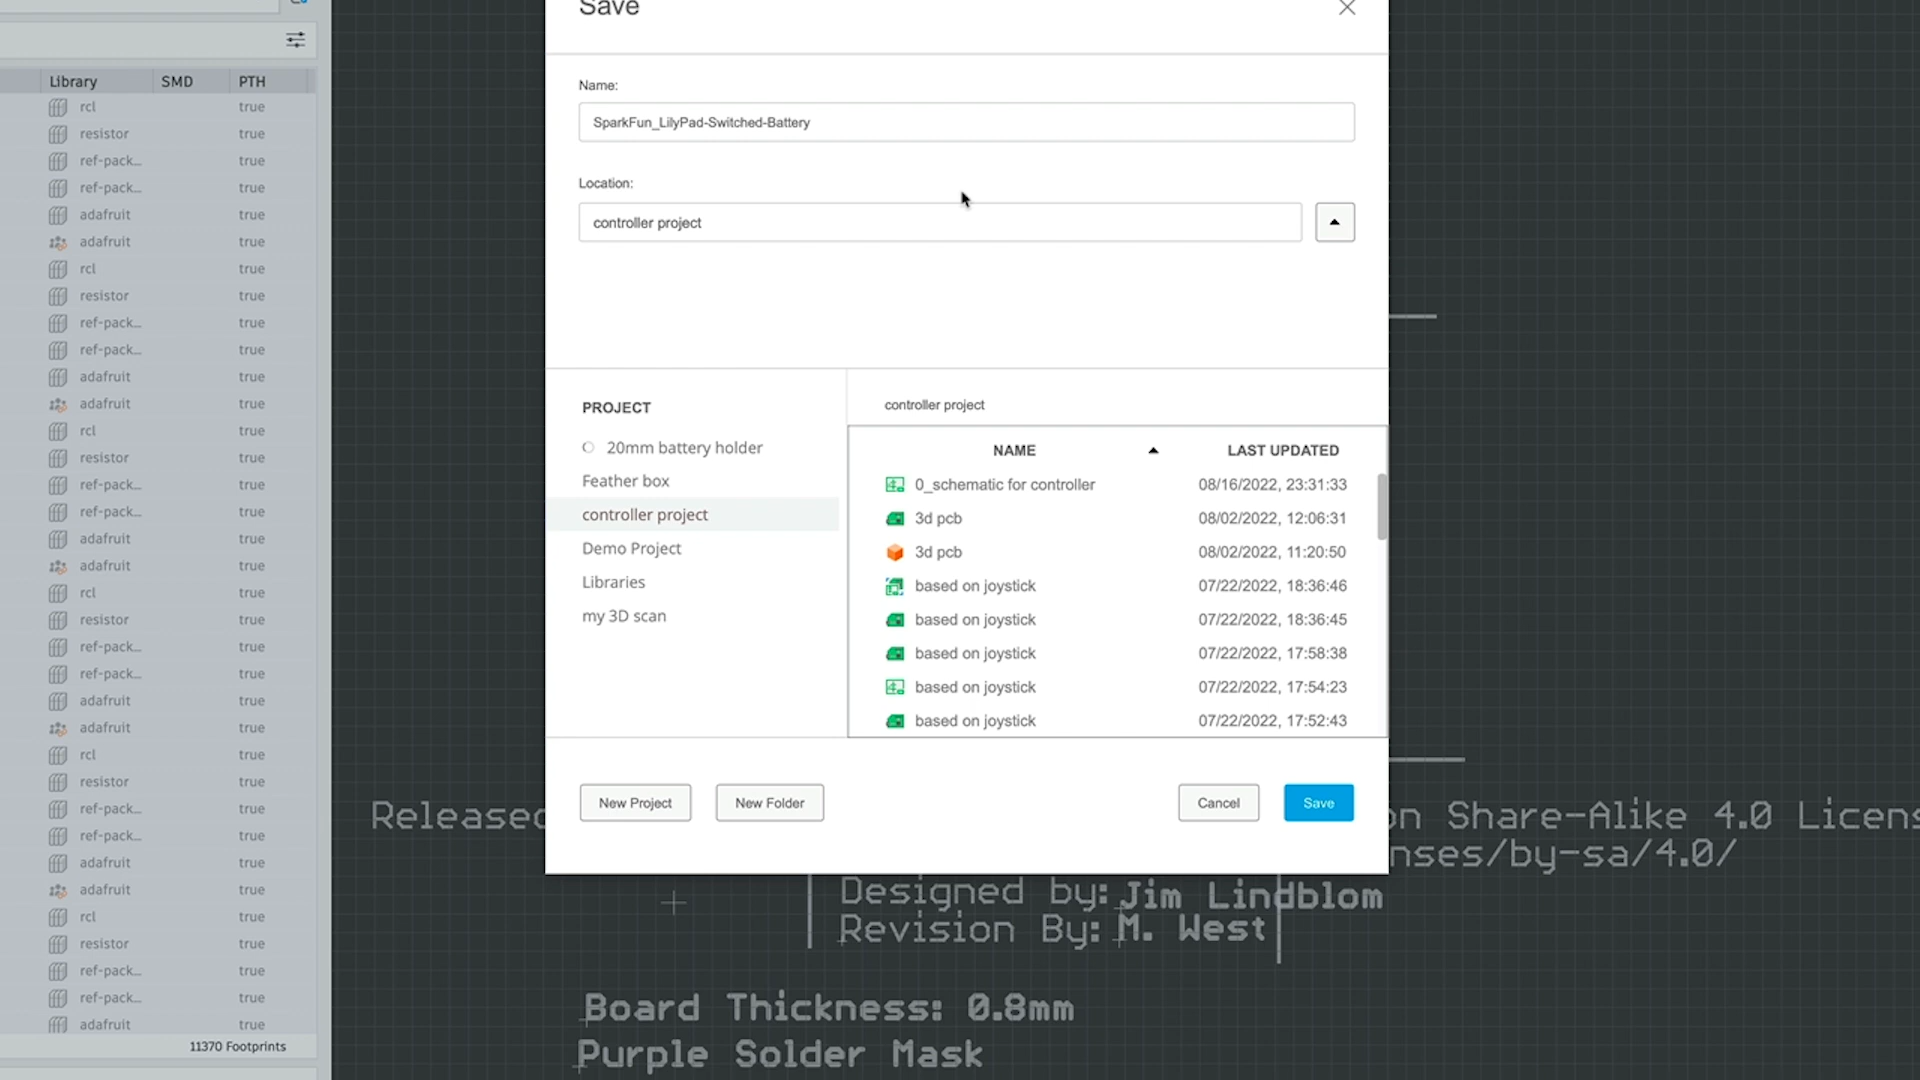 Save
Name:
SparkFun_LilyPad-Switched-Battery
Location:
controller project
PROJECT
20mm battery holder
Feather box
controller project
Demo Project
Libraries
my 3D scan
controller project
NAME LAST UPDATED
0_schematic for controller 08/16/2022, 23:31:33
3d pcb 08/02/2022, 12:06:31
3d pcb 08/02/2022, 11:20:50
based on joystick 07/22/2022, 18:36:46
based on joystick 07/22/2022, 18:36:45
based on joystick 07/22/2022, 17:58:38
based on joystick 07/22/2022, 17:54:23
based on joystick 07/22/2022, 17:52:43
New Project New Folder Cancel Save
Library SMD PTH
rcl true
resistor true
ref-pack... true
ref-pack... true
adafruit true
adafruit true
rcl true
resistor true
ref-pack... true
ref-pack... true
adafruit true
adafruit true
rcl true
resistor true
ref-pack... true
ref-pack... true
adafruit true
adafruit true
rcl true
resistor true
ref-pack... true
ref-pack... true
adafruit true
adafruit true
rcl true
resistor true
ref-pack... true
ref-pack... true
adafruit true
adafruit true
rcl true
resistor true
ref-pack... true
ref-pack... true
adafruit true
11370 Footprints
Released on Share-Alike 4.0 Licens
nses/by-sa/4.0/
Designed by: Jim Lindblom
Revision By: M. West
Board Thickness: 0.8mm
Purple Solder Mask